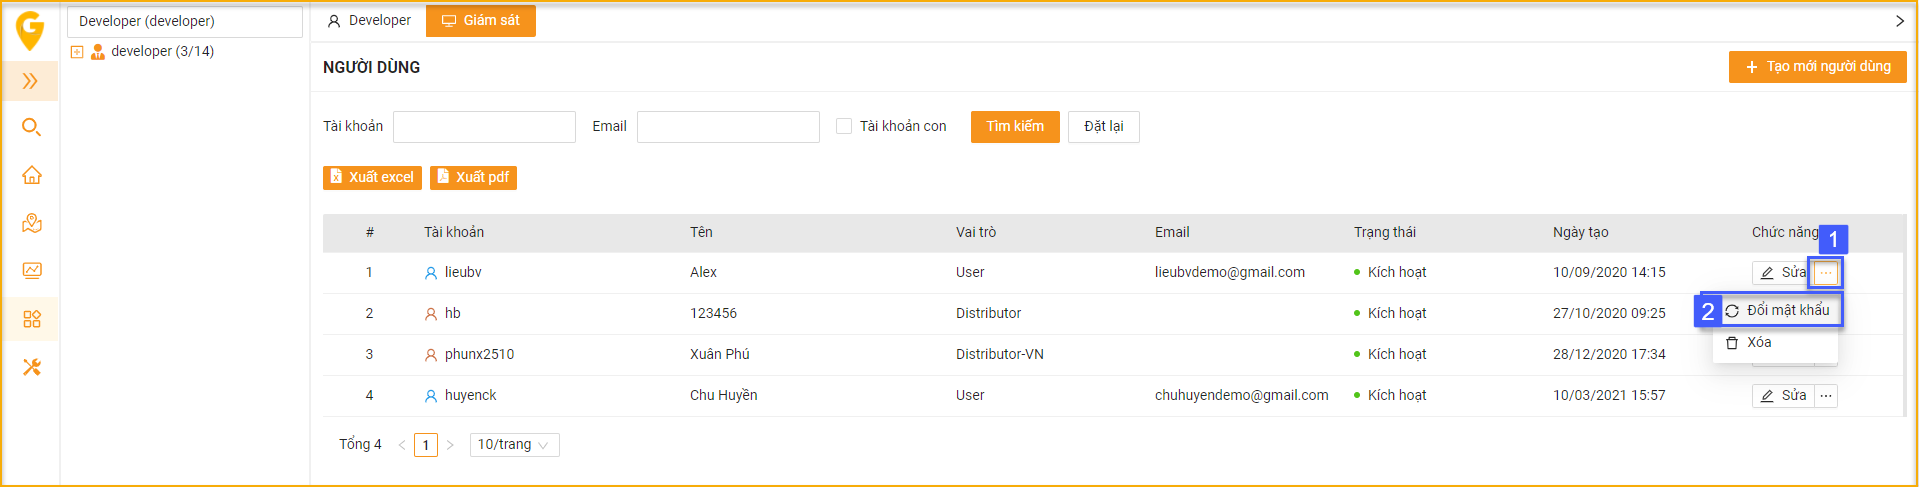 Developer (developer)
Developer
Giám sát
developer (3/14)
NGƯỜI DÙNG
Tạo mới người dùng
Tài khoản
Email
Tài khoản con
Tìm kiếm
Đặt lại
Xuất excel
Xuất pdf
# Tài khoản Tên Vai trò Email Trạng thái Ngày tạo Chức năng
1
1 lieubv Alex User lieubvdemo@gmail.com Kích hoạt 10/09/2020 14:15 Sửa ...
2 hb 123456 Distributor Kích hoạt 27/10/2020 09:25
2 Đổi mật khẩu
Xóa
3 phunx2510 Xuân Phú Distributor-VN Kích hoạt 28/12/2020 17:34
4 huyenck Chu Huyền User chuhuyendemo@gmail.com Kích hoạt 10/03/2021 15:57 Sửa ...
Tổng 4 < 1 > 10/trang